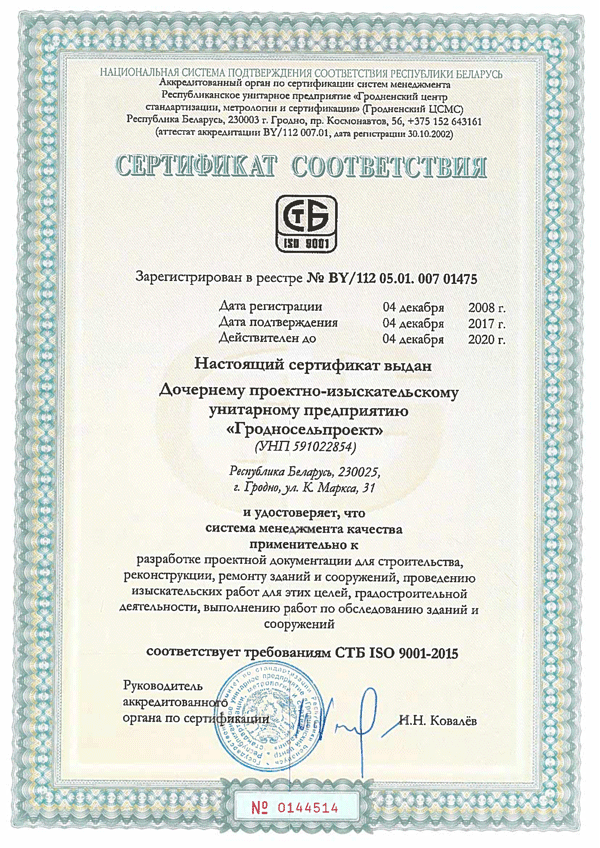 НАЦИОНАЛЬНАЯ СИСТЕМА ПОДТВЕРЖДЕНИЯ СООТВЕТСТВИЯ РЕСПУБЛИКИ БЕЛАРУСЬ
Аккредитованный орган по сертификации систем менеджмента
Республиканское унитарное предприятие «Гродненский центр
стандартизации, метрологии и сертификации» (Гродненский ЦСМС)
Республика Беларусь, 230003 г. Гродно, пр. Космонавтов, 56, +375 152 643161
(аттестат аккредитации BY/112 007.01, дата регистрации 30.10.2002)
СЕРТИФИКАТ СООТВЕТСТВИЯ
СТБ
ISO 9001
Зарегистрирован в реестре № BY/112 05.01. 007 01475
Дата регистрации 04 декабря 2008 г.
Дата подтверждения 04 декабря 2017 г.
Действителен до 04 декабря 2020 г.
Настоящий сертификат выдан
Дочернему проектно-изыскательскому
унитарному предприятию
«Гродносельпроект»
(УНП 591022854)
Республика Беларусь, 230025,
г. Гродно, ул. К. Маркса, 31
и удостоверяет, что
система менеджмента качества
применительно к
разработке проектной документации для строительства,
реконструкции, ремонту зданий и сооружений, проведению
изыскательских работ для этих целей, градостроительной
деятельности, выполнению работ по обследованию зданий и
сооружений
соответствует требованиям СТБ ISO 9001-2015
Руководитель
аккредитованного
органа по сертификации И.Н. Ковалёв
№ 0144514